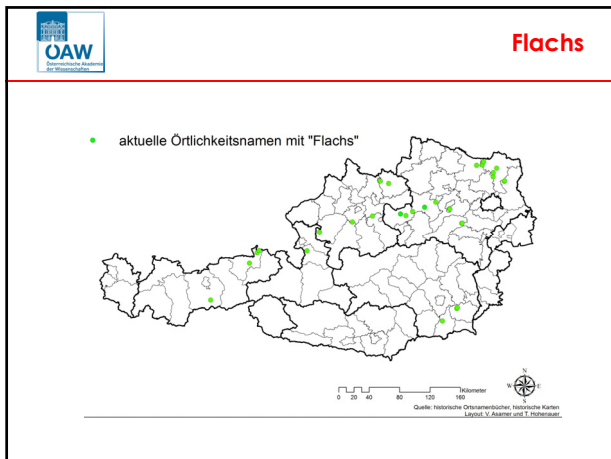 ÖAW
Österreichische Akademie
der Wissenschaften
Flachs
aktuelle Örtlichkeitsnamen mit "Flachs"
N
W E
S
Kilometer
0 20 40 80 120 160
Quelle: historische Ortsnamenbücher, historische Karten
Layout: V. Asamer und T. Hohenauer